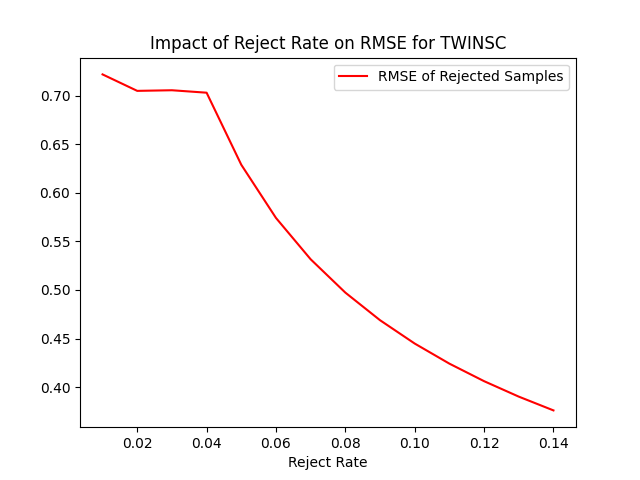 Impact of Reject Rate on RMSE for TWINSC
RMSE of Rejected Samples
0.70
0.65
0.60
0.55
0.50
0.45
0.40
0.02 0.04 0.06 0.08 0.10 0.12 0.14
Reject Rate